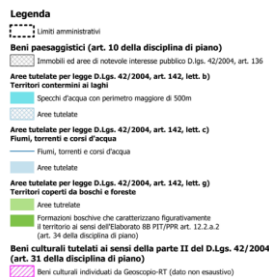 Legenda
Limiti amministrativi
Beni paesaggistici (art. 10 della disciplina di piano)
Immobili ed aree di notevole interesse pubblico D.lgs. 42/2004, art. 136
Aree tutelate per legge D.Lgs. 42/2004, art. 142, lett. b)
Territori contermini ai laghi
Specchi d'acqua con perimetro maggiore di 500m
Aree tutelate
Aree tutelate per legge D.Lgs. 42/2004, art. 142, lett. c)
Fiumi, torrenti e corsi d'acqua
Fiumi, torrenti e corsi d'acqua
Aree tutelate
Aree tutelate per legge D.Lgs. 42/2004, art. 142, lett. g)
Territori coperti da boschi e foreste
Aree tutelate
Formazioni boschive che caratterizzano figurativamente
il territorio ai sensi dell'Elaborato 8B PIT/PPR art. 12.2.a.2
(art. 34 della disciplina di piano)
Beni culturali tutelati ai sensi della parte II del D.Lgs. 42/2004
(art. 31 della disciplina di piano)
Beni culturali individuati da Geoscopio-RT (dato non esaustivo)